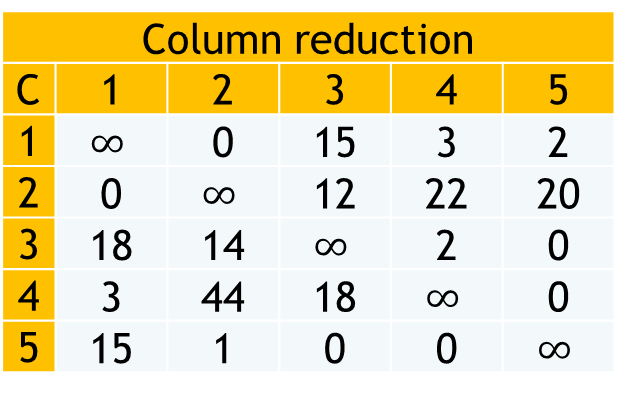 Column reduction
C 1 2 3 4 5
1 ∞ 0 15 3 2
2 0 ∞ 12 22 20
3 18 14 ∞ 2 0
4 3 44 18 ∞ 0
5 15 1 0 0 ∞